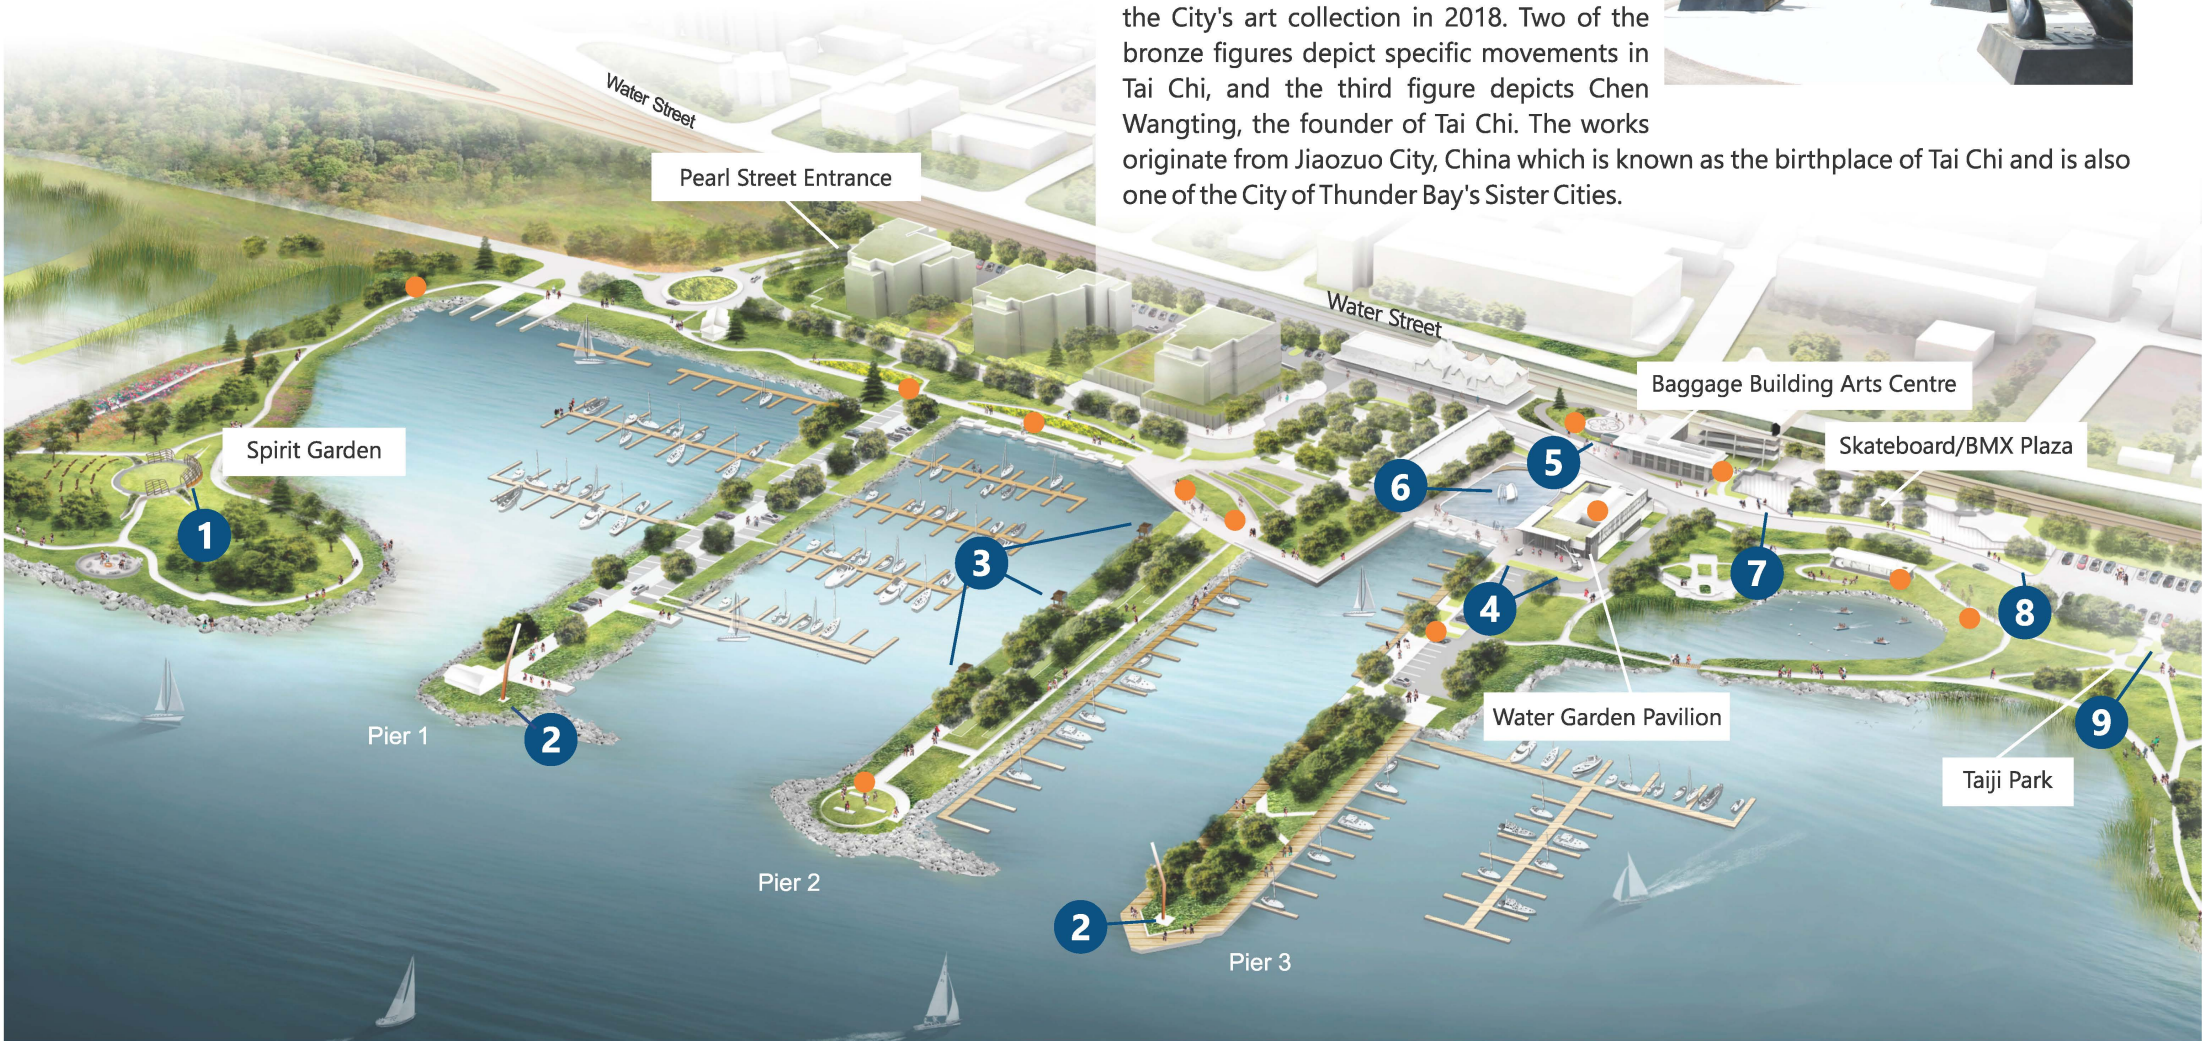 the City's art collection in 2018. Two of the
bronze figures depict specific movements in
Tai Chi, and the third figure depicts Chen
Wangting, the founder of Tai Chi. The works
originate from Jiaozuo City, China which is known as the birthplace of Tai Chi and is also
one of the City of Thunder Bay's Sister Cities.
Water Street
Pearl Street Entrance
Water Street
Baggage Building Arts Centre
Skateboard/BMX Plaza
Spirit Garden
5
6
1
3
7
4
8
Water Garden Pavilion
9
Pier 1
2
Taiji Park
Pier 2
2
Pier 3